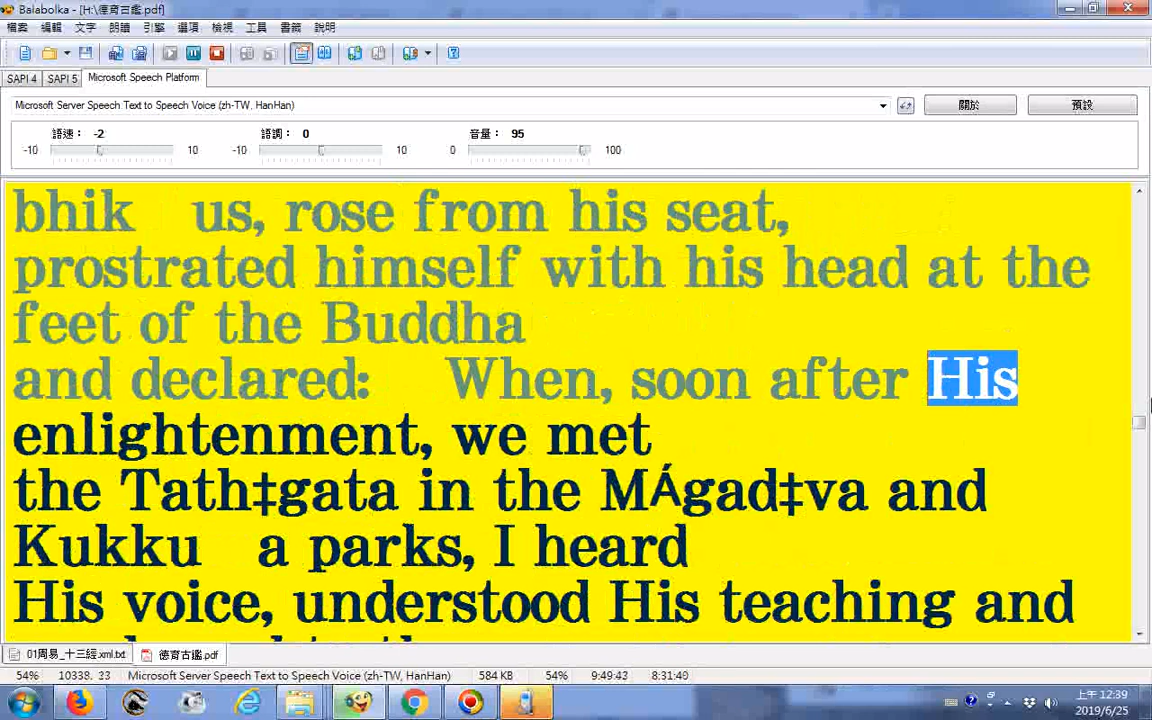 Balabolka - [H:\德育古鑑.pdf]
檔案 編輯 文字 朗讀 引擎 選項 檢視 工具 書籤 說明
SAPI 4 SAPI 5 Microsoft Speech Platform
Microsoft Server Speech Text to Speech Voice (zh-TW, HanHan) 關於 預設
語速： -2 語調： 0 音量： 95
-10 10 -10 10 0 100
bhik us, rose from his seat,
prostrated himself with his head at the
feet of the Buddha
and declared: When, soon after His
enlightenment, we met
the Tath‡gata in the MÁgad‡va and
Kukku a parks, I heard
His voice, understood His teaching and
01周易_十三經.xml.txt 德育古鑑.pdf
54% 10338. 23 Microsoft Server Speech Text to Speech Voice (zh-TW, HanHan) 584 KB 54% 9:49:43 8:31:40
上午 12:39
2019/6/25